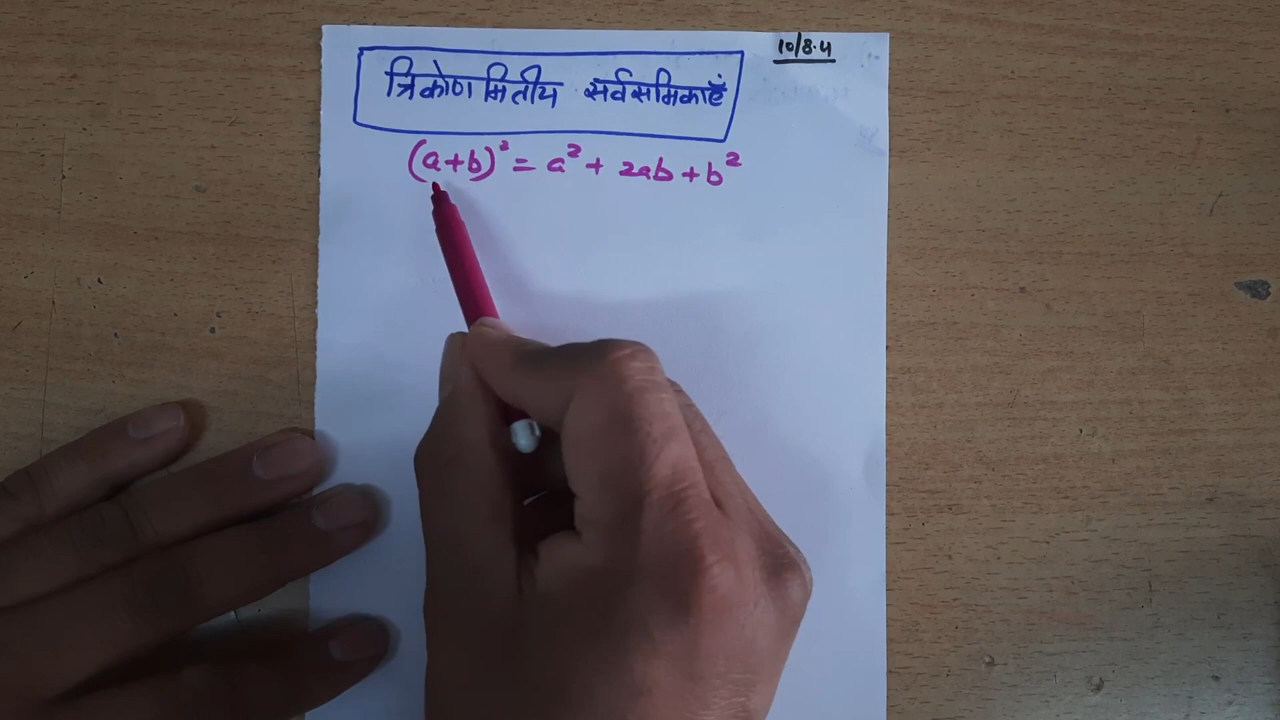 10/8.4
त्रिकोणमितीय सर्वसमिकाएँ
(a+b)² = a² + 2ab + b²